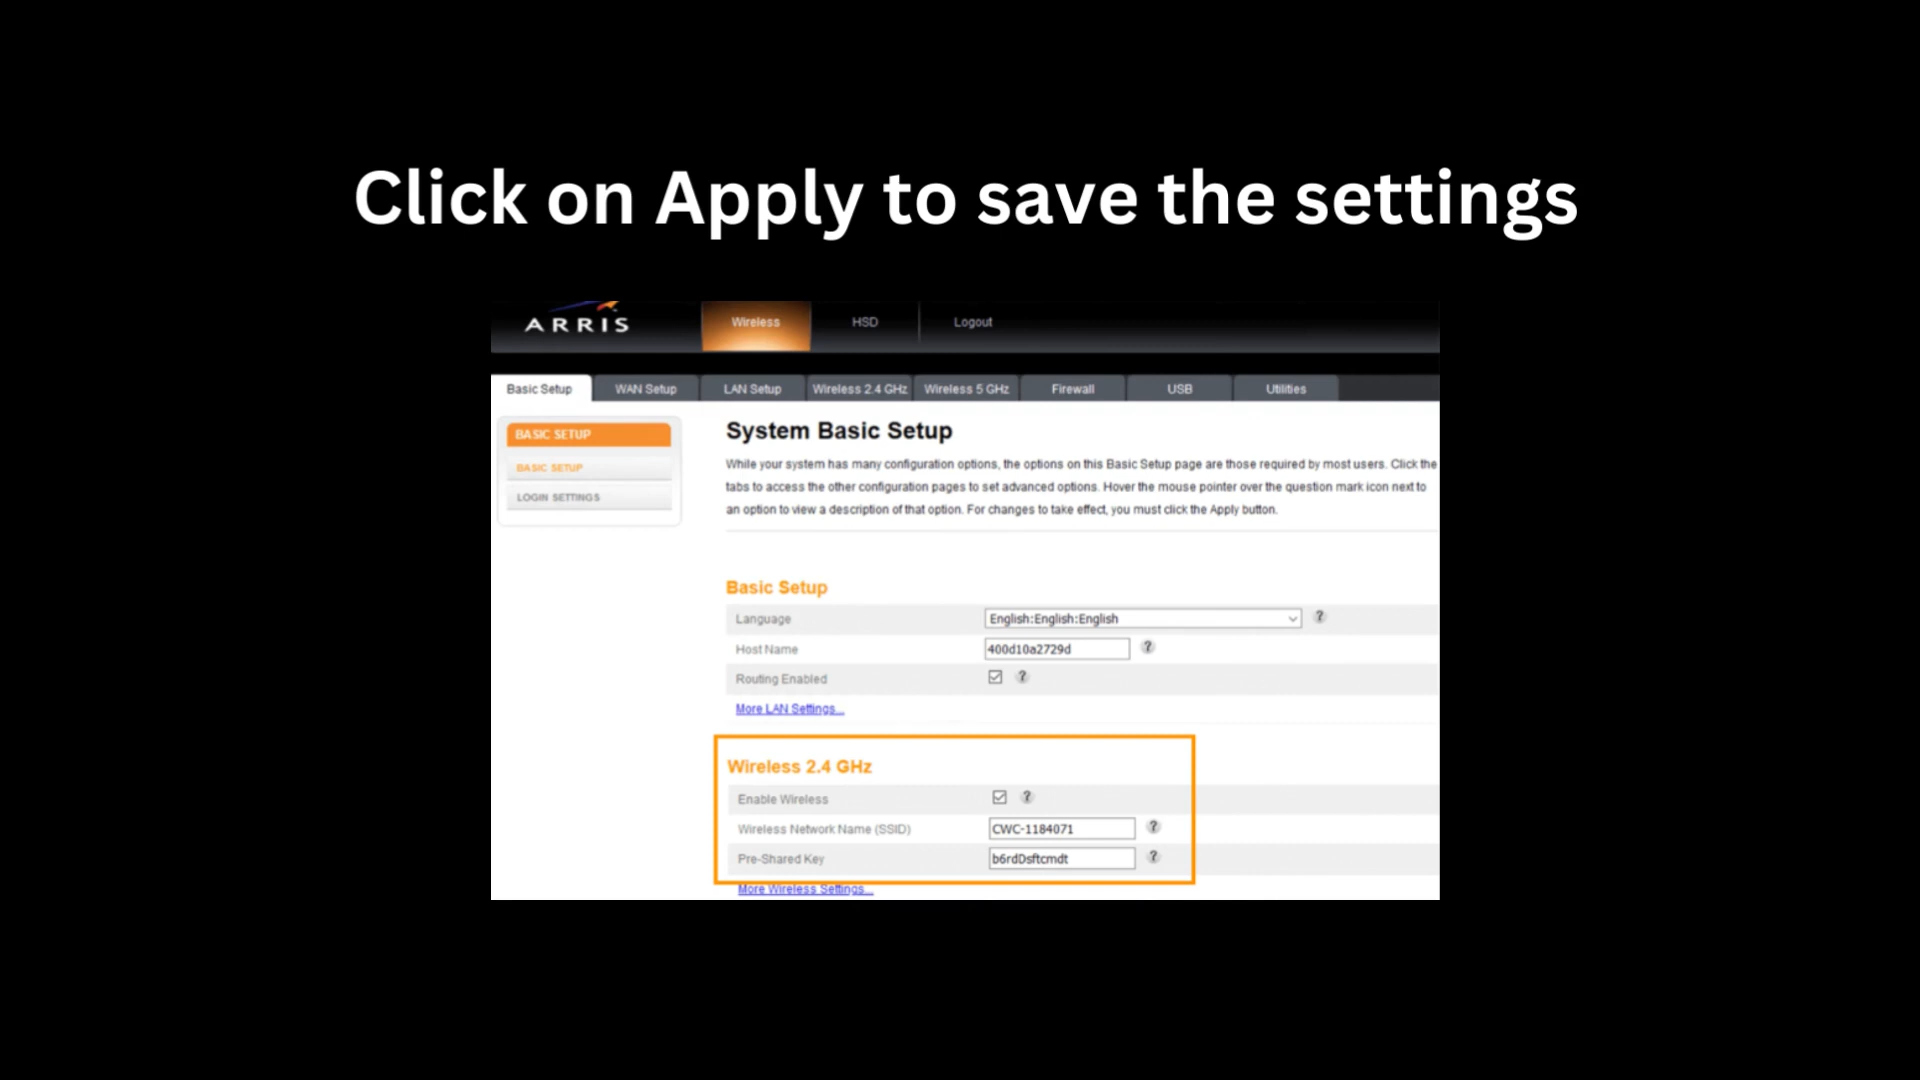 Click on Apply to save the settings
ARRIS
Wireless HSD Logout
Basic Setup WAN Setup LAN Setup Wireless 2.4 GHz Wireless 5 GHz Firewall USB Utilities
BASIC SETUP
BASIC SETUP
LOGIN SETTINGS
System Basic Setup
While your system has many configuration options, the options on this Basic Setup page are those required by most users. Click the
tabs to access the other configuration pages to set advanced options. Hover the mouse pointer over the question mark icon next to
an option to view a description of that option. For changes to take effect, you must click the Apply button.
Basic Setup
Language English:English:English ?
Host Name 400d10a2729d ?
Routing Enabled ?
More LAN Settings...
Wireless 2.4 GHz
Enable Wireless ?
Wireless Network Name (SSID) CWC-1184071 ?
Pre-Shared Key b6rdDsftcmdt ?
More Wireless Settings...